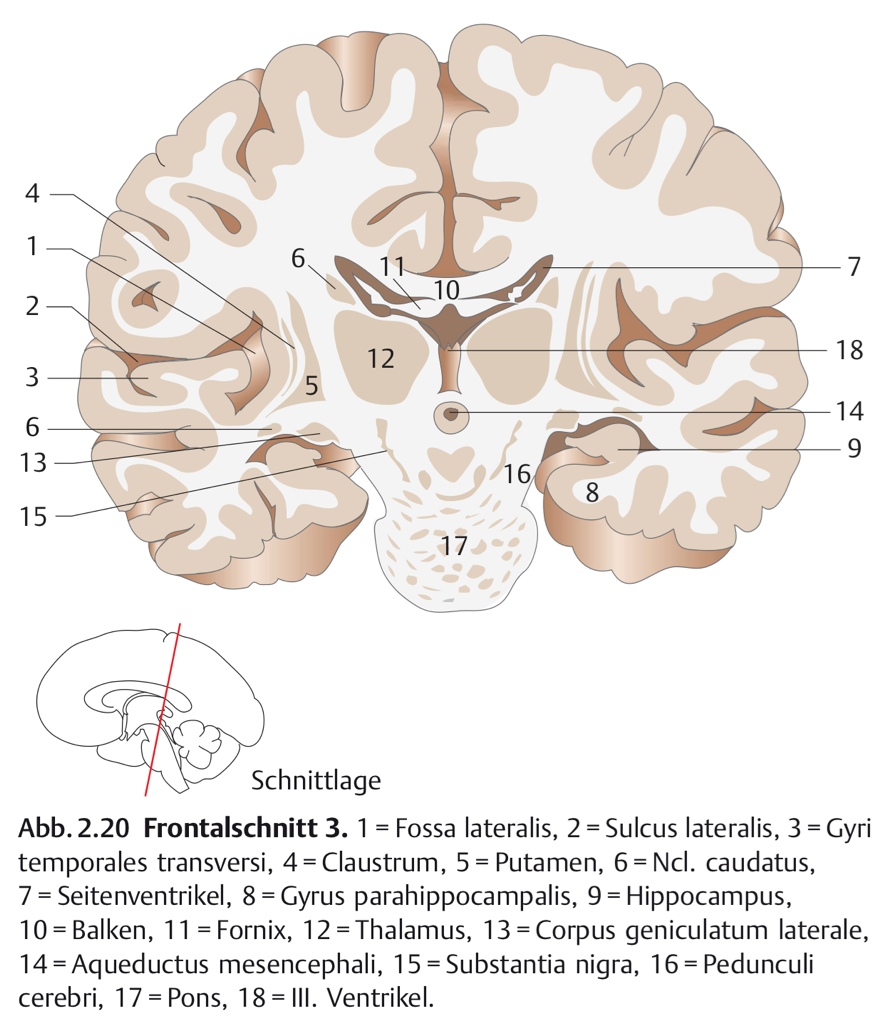 4
1
6
11
7
10
2
12
18
3
5
14
6
9
13
16
8
15
17
Schnittlage
Abb. 2.20 Frontalschnitt 3. 1 = Fossa lateralis, 2 = Sulcus lateralis, 3 = Gyri
temporales transversi, 4 = Claustrum, 5 = Putamen, 6 = Ncl. caudatus,
7 = Seitenventrikel, 8 = Gyrus parahippocampalis, 9 = Hippocampus,
10 = Balken, 11 = Fornix, 12 = Thalamus, 13 = Corpus geniculatum laterale,
14 = Aqueductus mesencephali, 15 = Substantia nigra, 16 = Pedunculi
cerebri, 17 = Pons, 18 = III. Ventrikel.